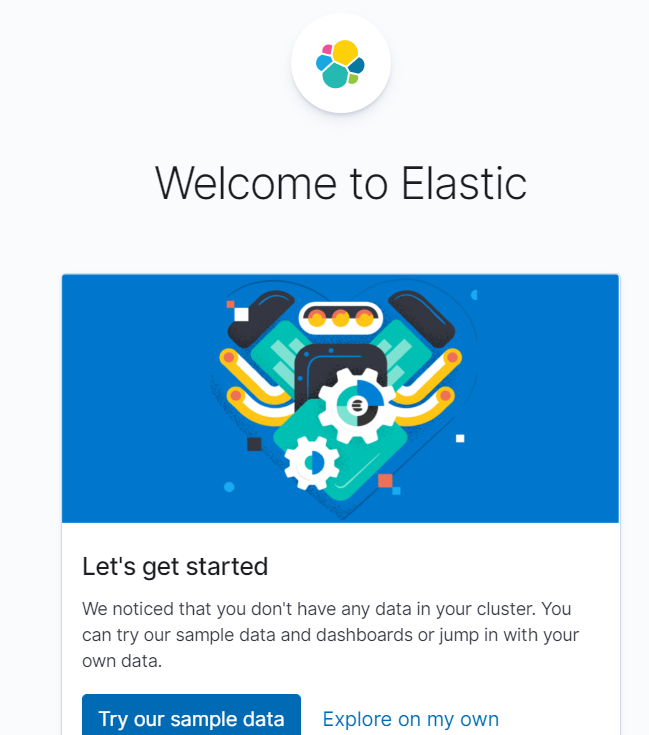 Welcome to Elastic
Let's get started
We noticed that you don't have any data in your cluster. You
can try our sample data and dashboards or jump in with your
own data.
Try our sample data
Explore on my own